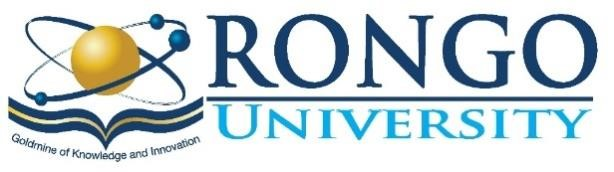 RONGO
UNIVERSITY
Goldmine of Knowledge and Innovation